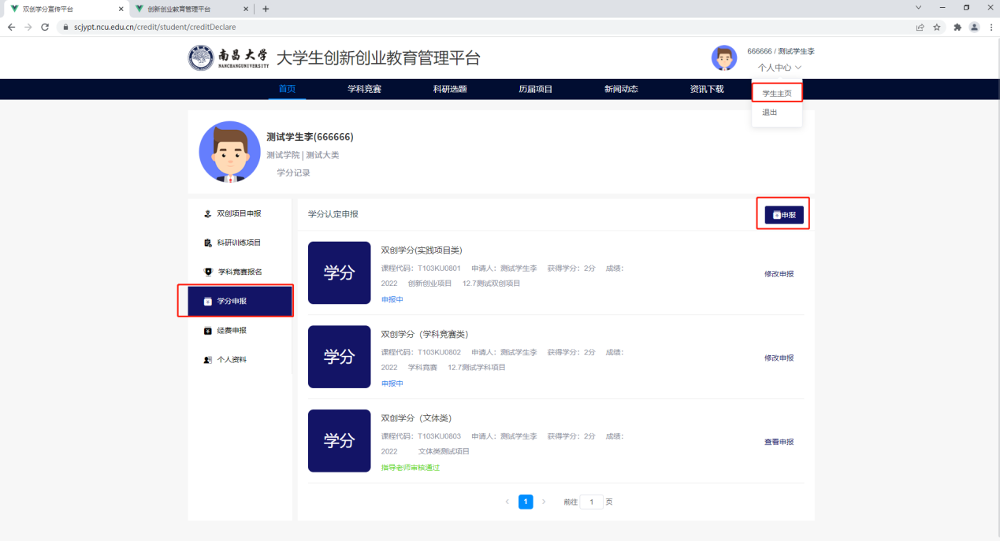 双创学分宣传平台
创新创业教育管理平台
scjypt.ncu.edu.cn/credit/student/creditDeclare
南昌大学
NANCHANGUNIVERSITY
大学生创新创业教育管理平台
666666 / 测试学生李
个人中心
学生主页
退出
首页 学科竞赛 科研选题 历届项目 新闻动态 资讯下载
测试学生李(666666)
测试学院 | 测试大类
学分记录
双创项目申报
科研训练项目
学科竞赛报名
学分申报
经费申报
个人资料
学分认定申报
申报
学分
双创学分(实践项目类)
课程代码：T103KU0801 申请人：测试学生李 获得学分：2分 成绩：
2022 创新创业项目 12.7测试双创项目
申报中
修改申报
学分
双创学分（学科竞赛类）
课程代码：T103KU0802 申请人：测试学生李 获得学分：2分 成绩：
2022 学科竞赛 12.7测试学科项目
申报中
修改申报
学分
双创学分（文体类）
课程代码：T103KU0803 申请人：测试学生李 获得学分：2分 成绩：
2022 文体类测试项目
指导老师审核通过
查看申报
1 前往 1 页